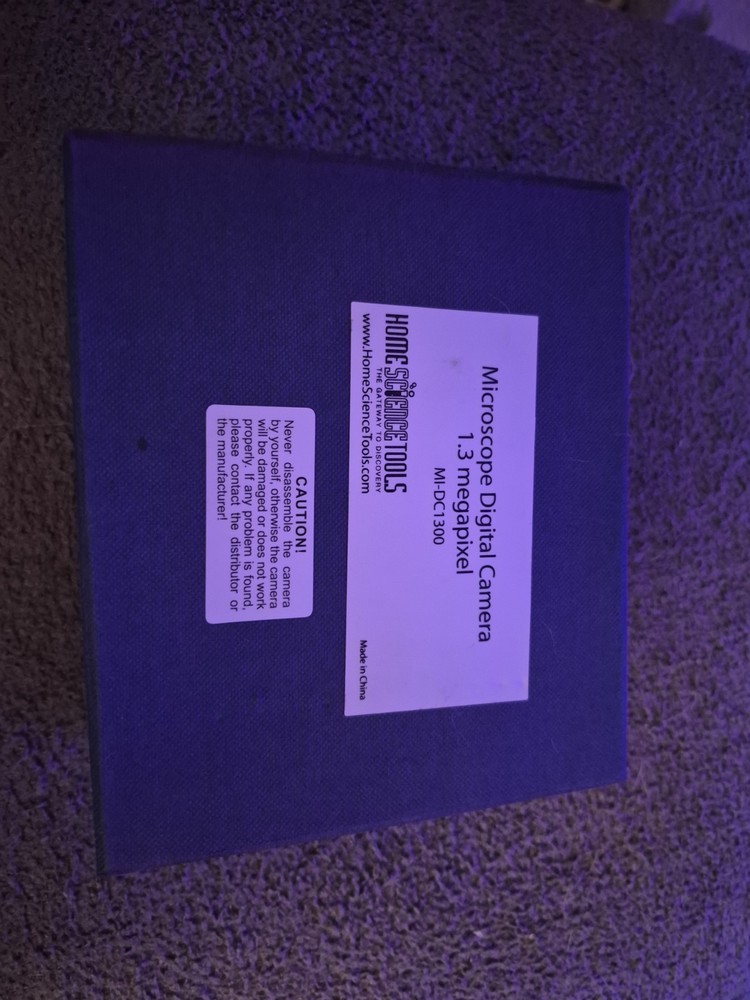 Microscope Digital Camera
1.3 megapixel
MI-DC1300
HOME SCIENCE TOOLS
THE GATEWAY TO DISCOVERY
www.HomeScienceTools.com
Made in China
CAUTION!
Never disassemble the camera
by yourself, otherwise the camera
will be damaged or does not work
properly. If any problem is found,
please contact the distributor or
the manufacturer!